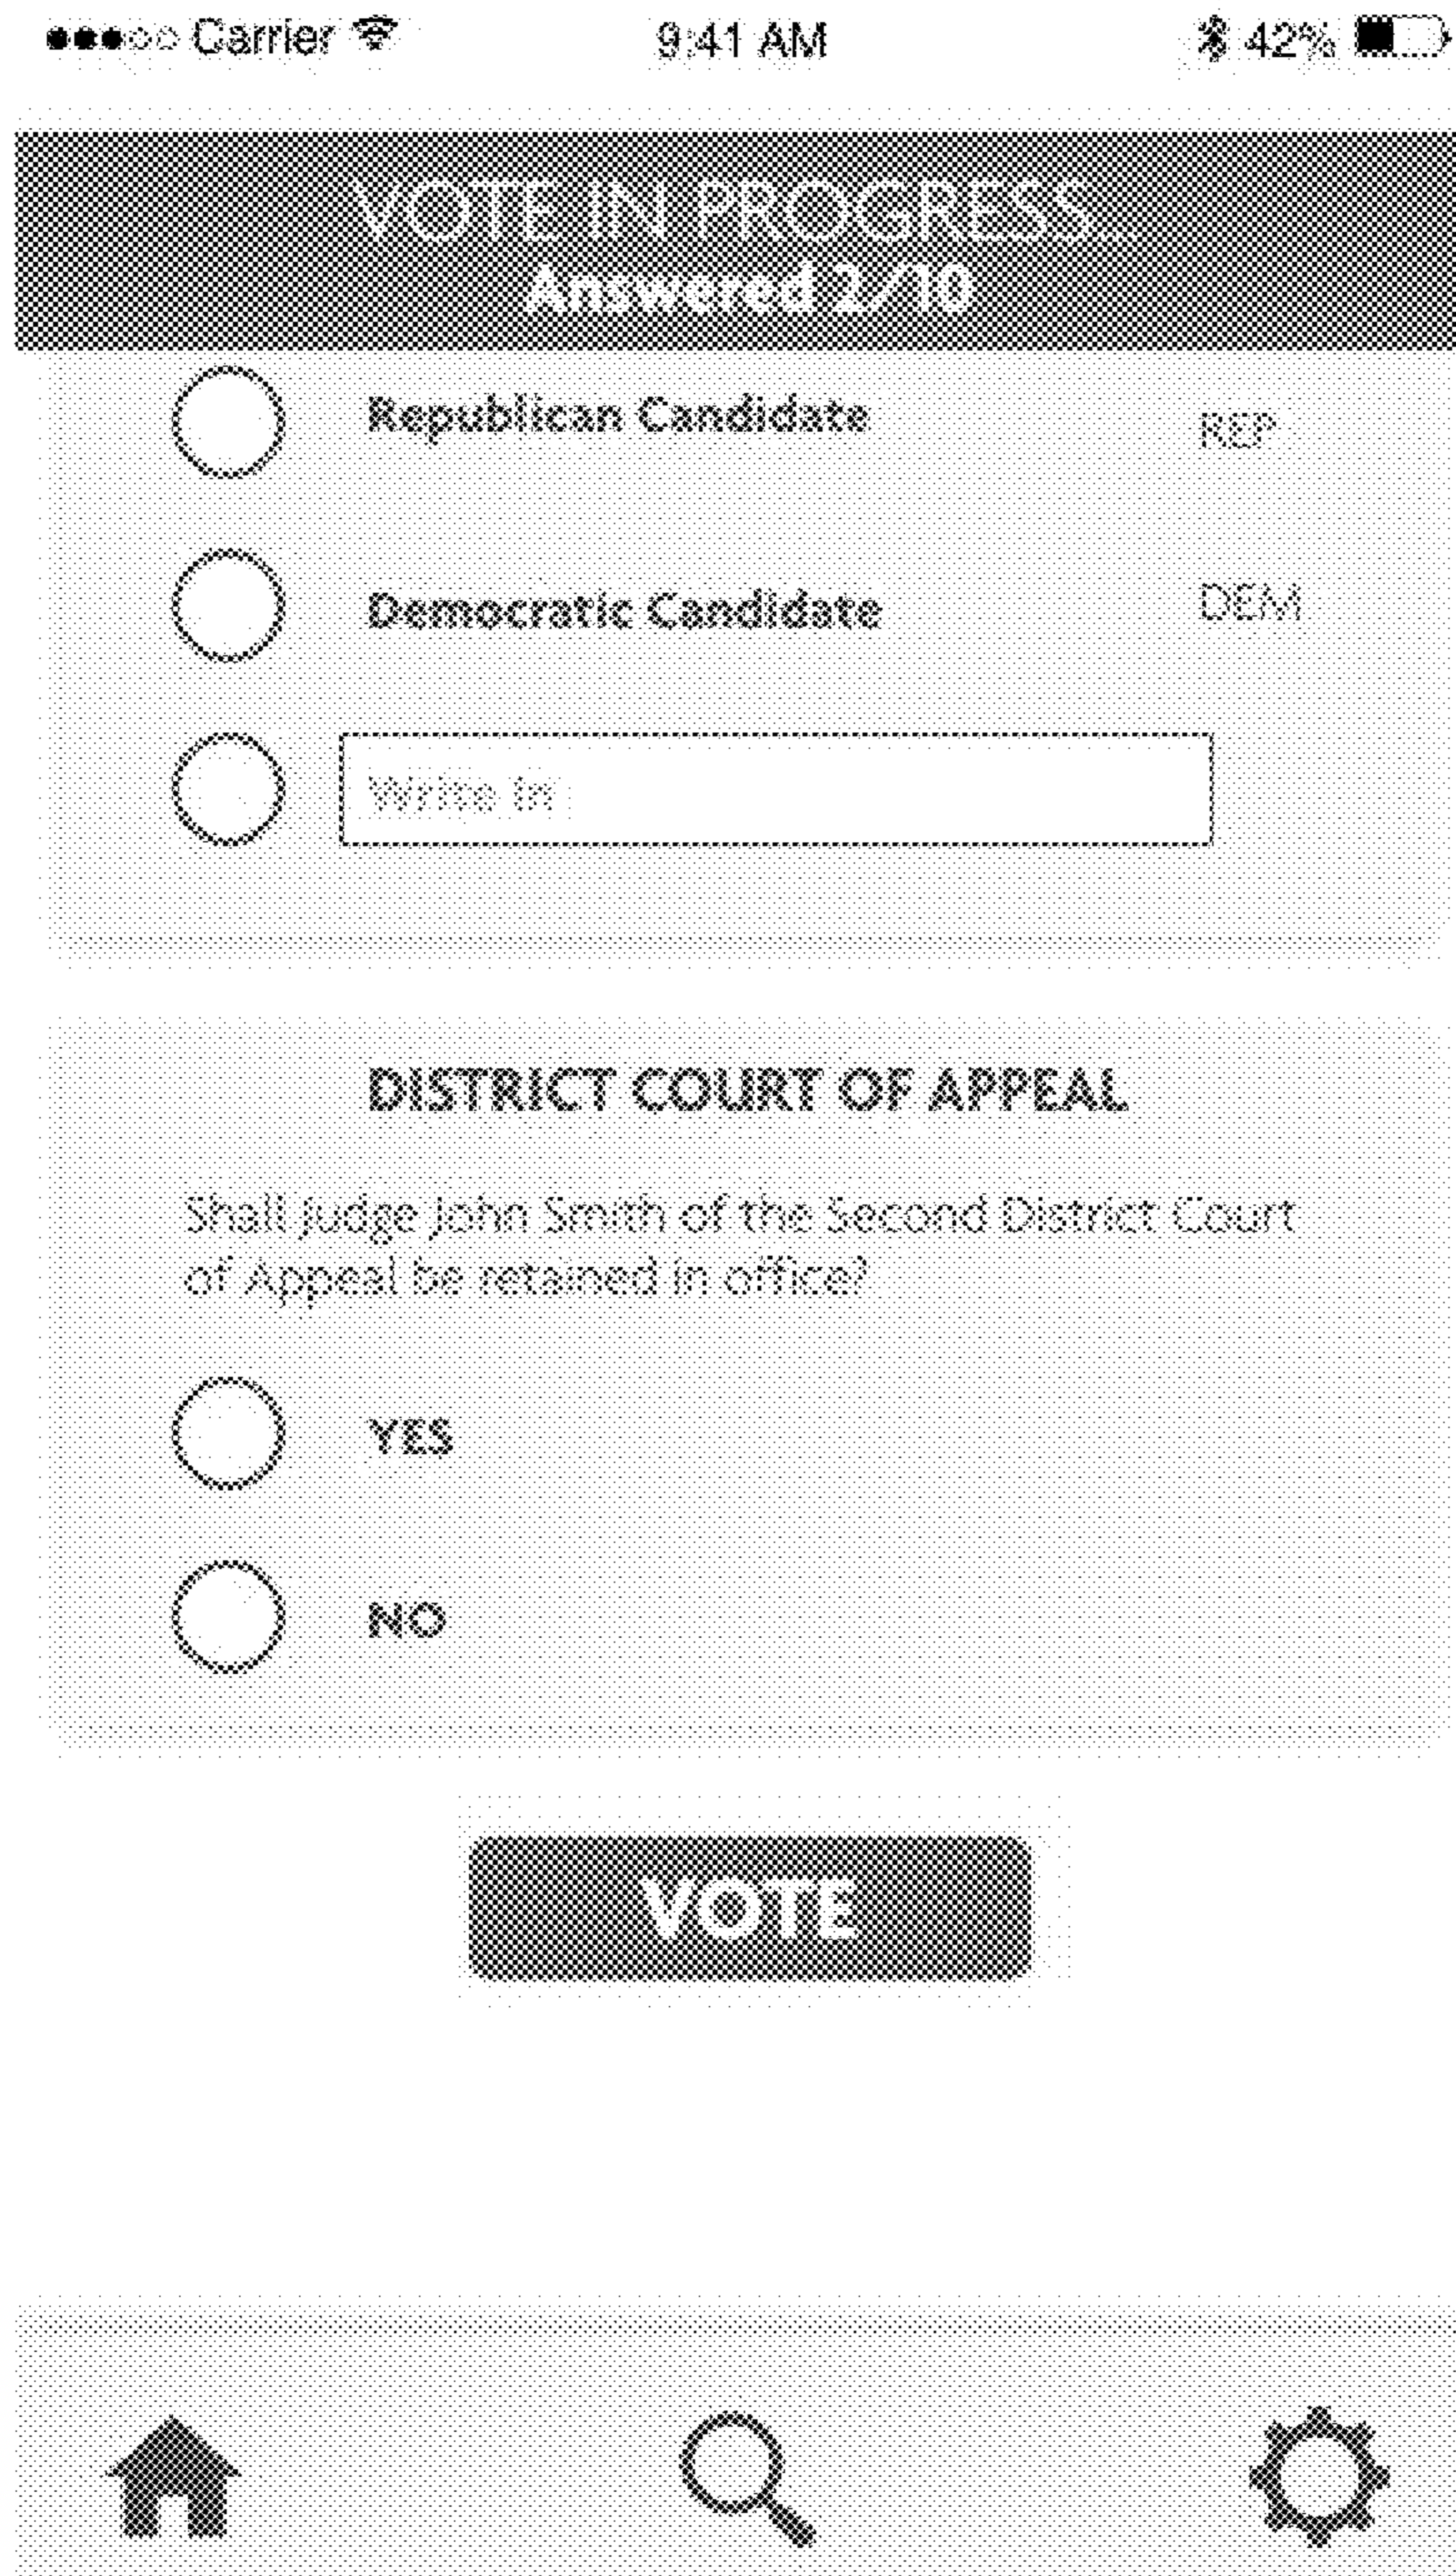 Carrier 9:41 AM 42%
VOTE IN PROGRESS...
Answered 2/10
Republican Candidate REP
Democratic Candidate DEM
Write in
DISTRICT COURT OF APPEAL
Shall Judge John Smith of the Second District Court
of Appeal be retained in office?
YES
NO
VOTE